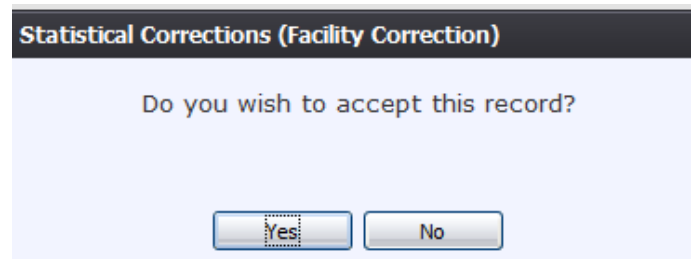 Statistical Corrections (Facility Correction)
Do you wish to accept this record?
Yes No